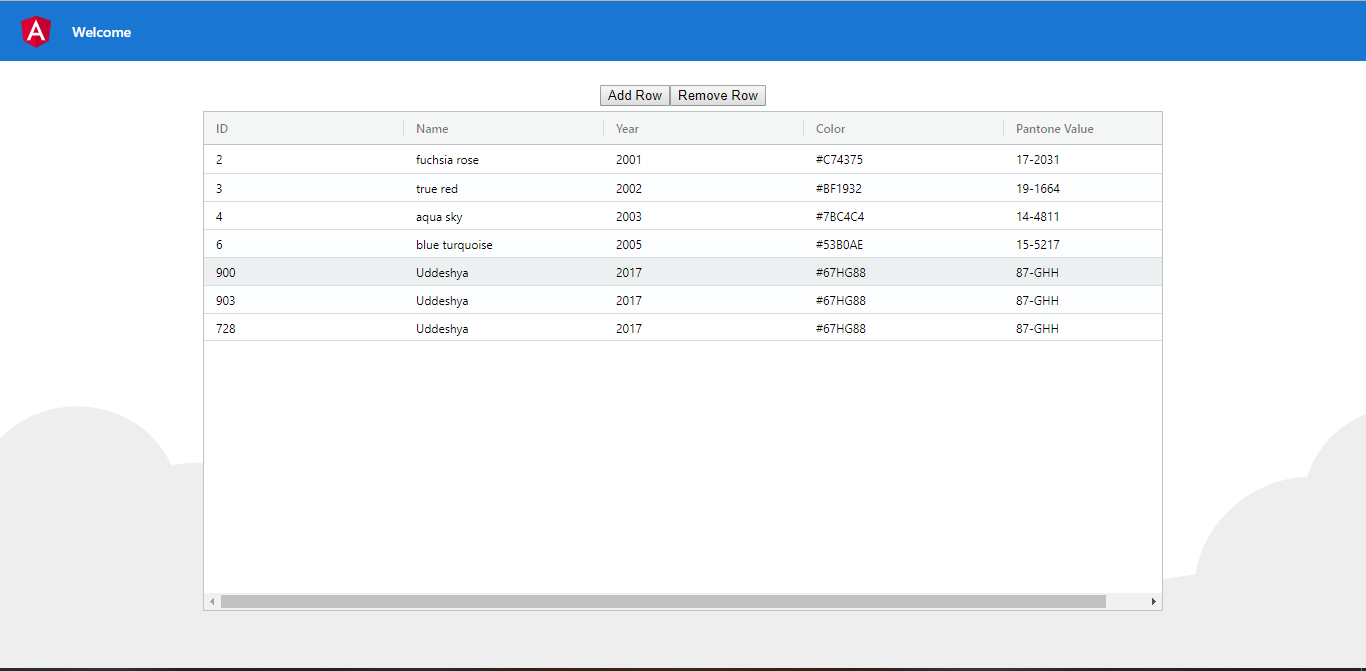 A Welcome
Add Row Remove Row
ID Name Year Color Pantone Value
2 fuchsia rose 2001 #C74375 17-2031
3 true red 2002 #BF1932 19-1664
4 aqua sky 2003 #7BC4C4 14-4811
6 blue turquoise 2005 #53B0AE 15-5217
900 Uddeshya 2017 #67HG88 87-GHH
903 Uddeshya 2017 #67HG88 87-GHH
728 Uddeshya 2017 #67HG88 87-GHH